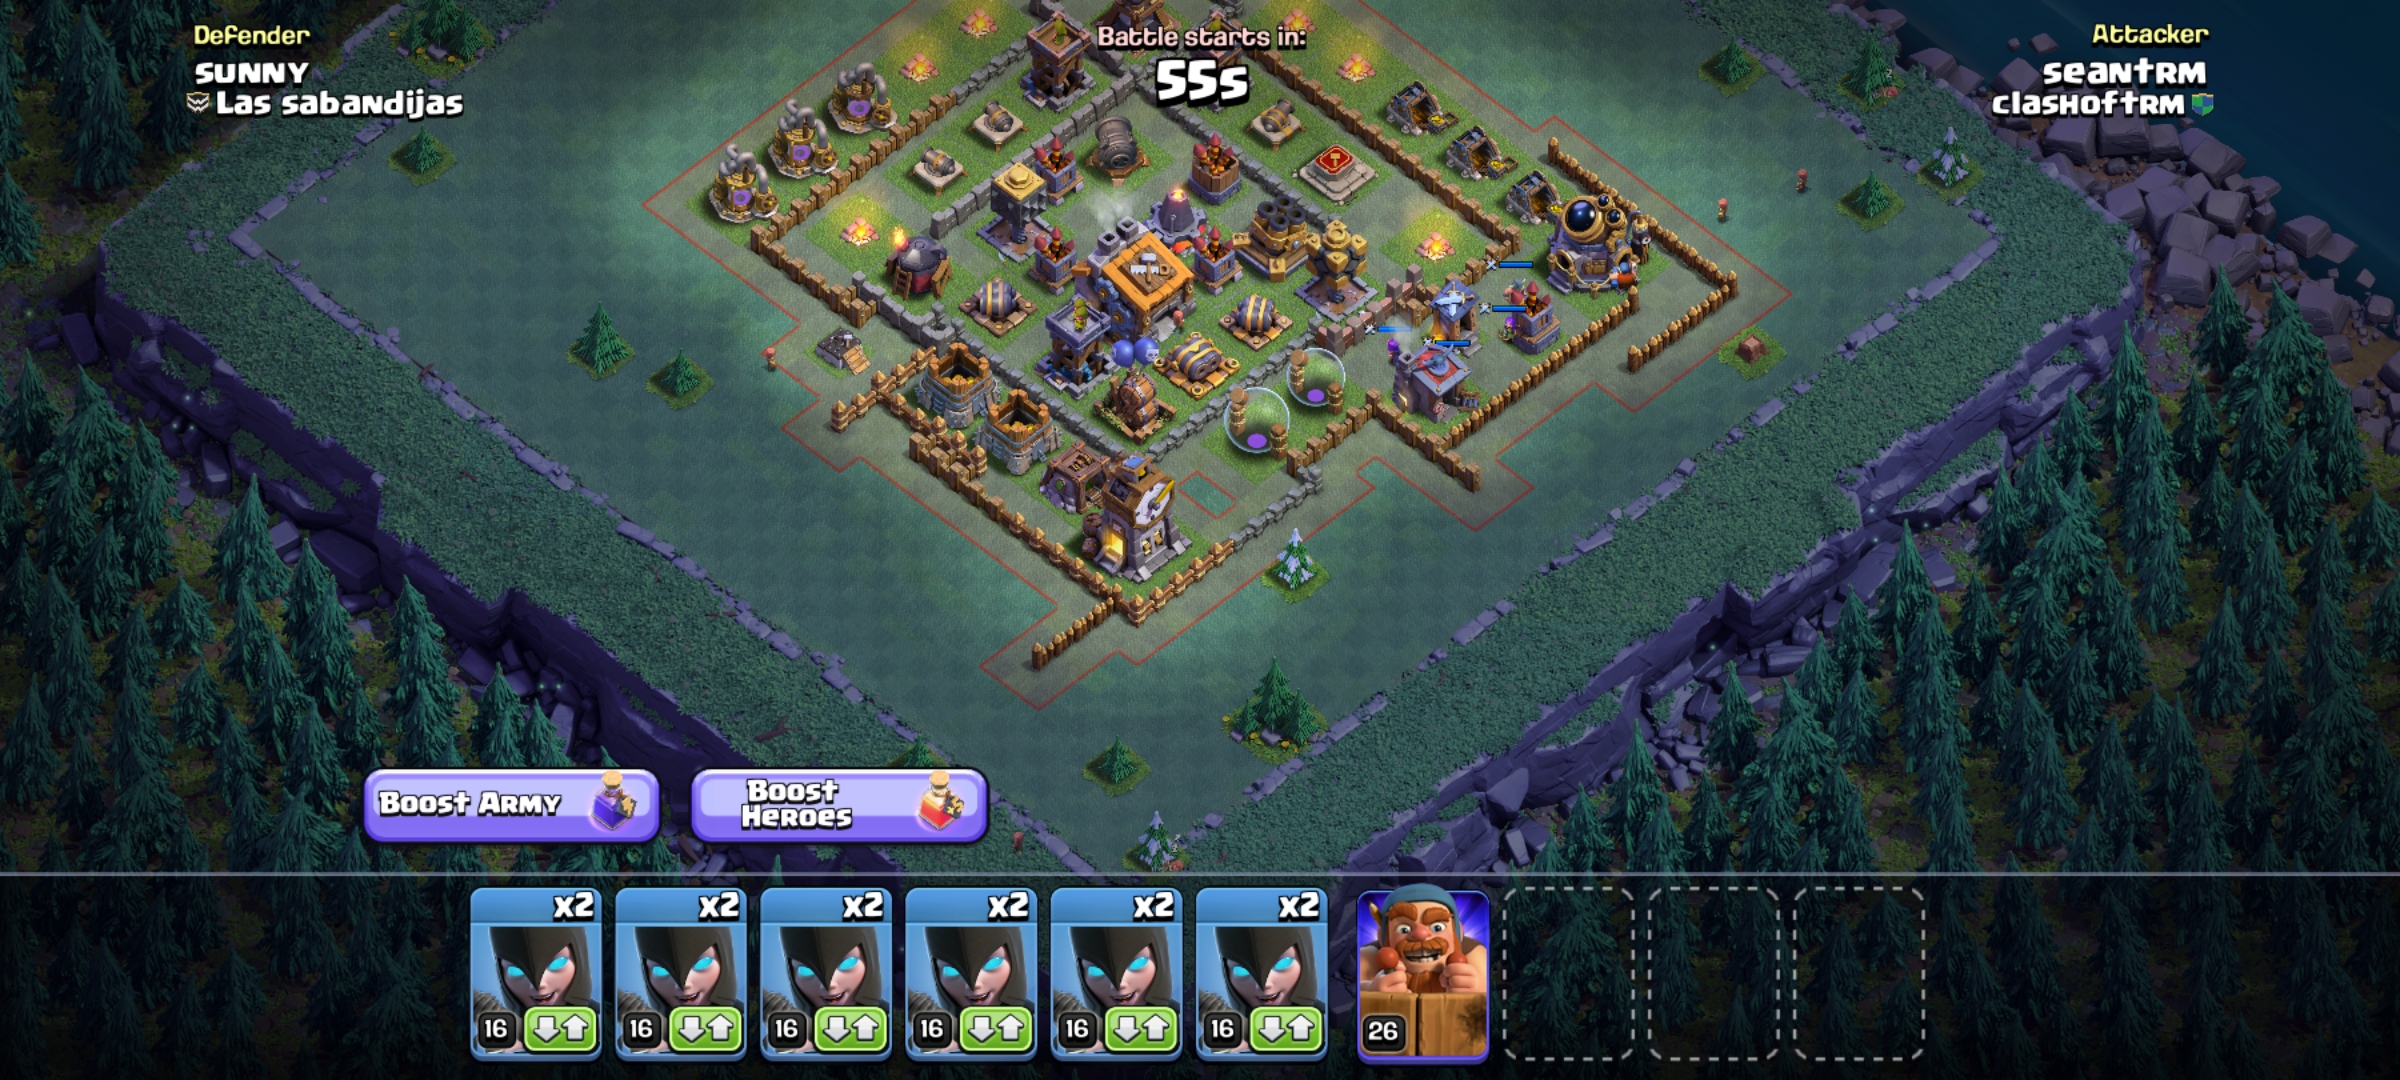 Defender
SUNNY
Las sabandijas
Battle starts in:
55s
Attacker
seantRM
clashoftRM
Boost Army
Boost
Heroes
x2
x2
x2
x2
x2
x2
16
16
16
16
16
16
26